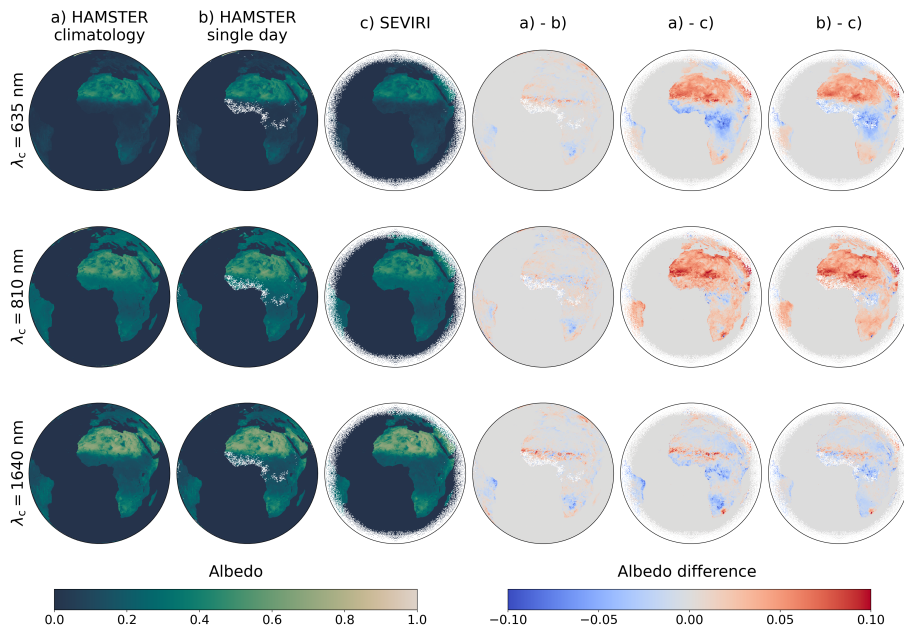 a) HAMSTER
climatology
b) HAMSTER
single day
c) SEVIRI
a) - b)
a) - c)
b) - c)
λc = 635 nm
λc = 810 nm
λc = 1640 nm
Albedo
0.0 0.2 0.4 0.6 0.8 1.0
Albedo difference
−0.10 −0.05 0.00 0.05 0.10